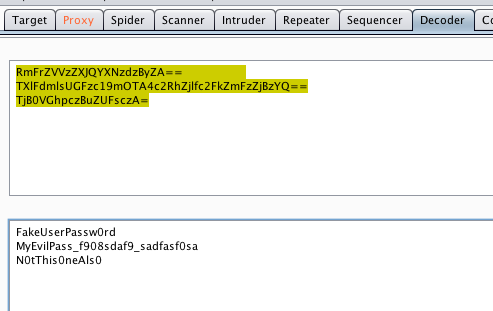 Target Proxy Spider Scanner Intruder Repeater Sequencer Decoder Co
RmFrZVVzZXJQYXNzdzByZA==
TXlFdmlsUGFzc19mOTA4c2RhZjlfc2FkZmFzZjBzYQ==
TjB0VGhpczBuZUFsczA=
FakeUserPassw0rd
MyEvilPass_f908sdaf9_sadfasf0sa
N0tThis0neAls0